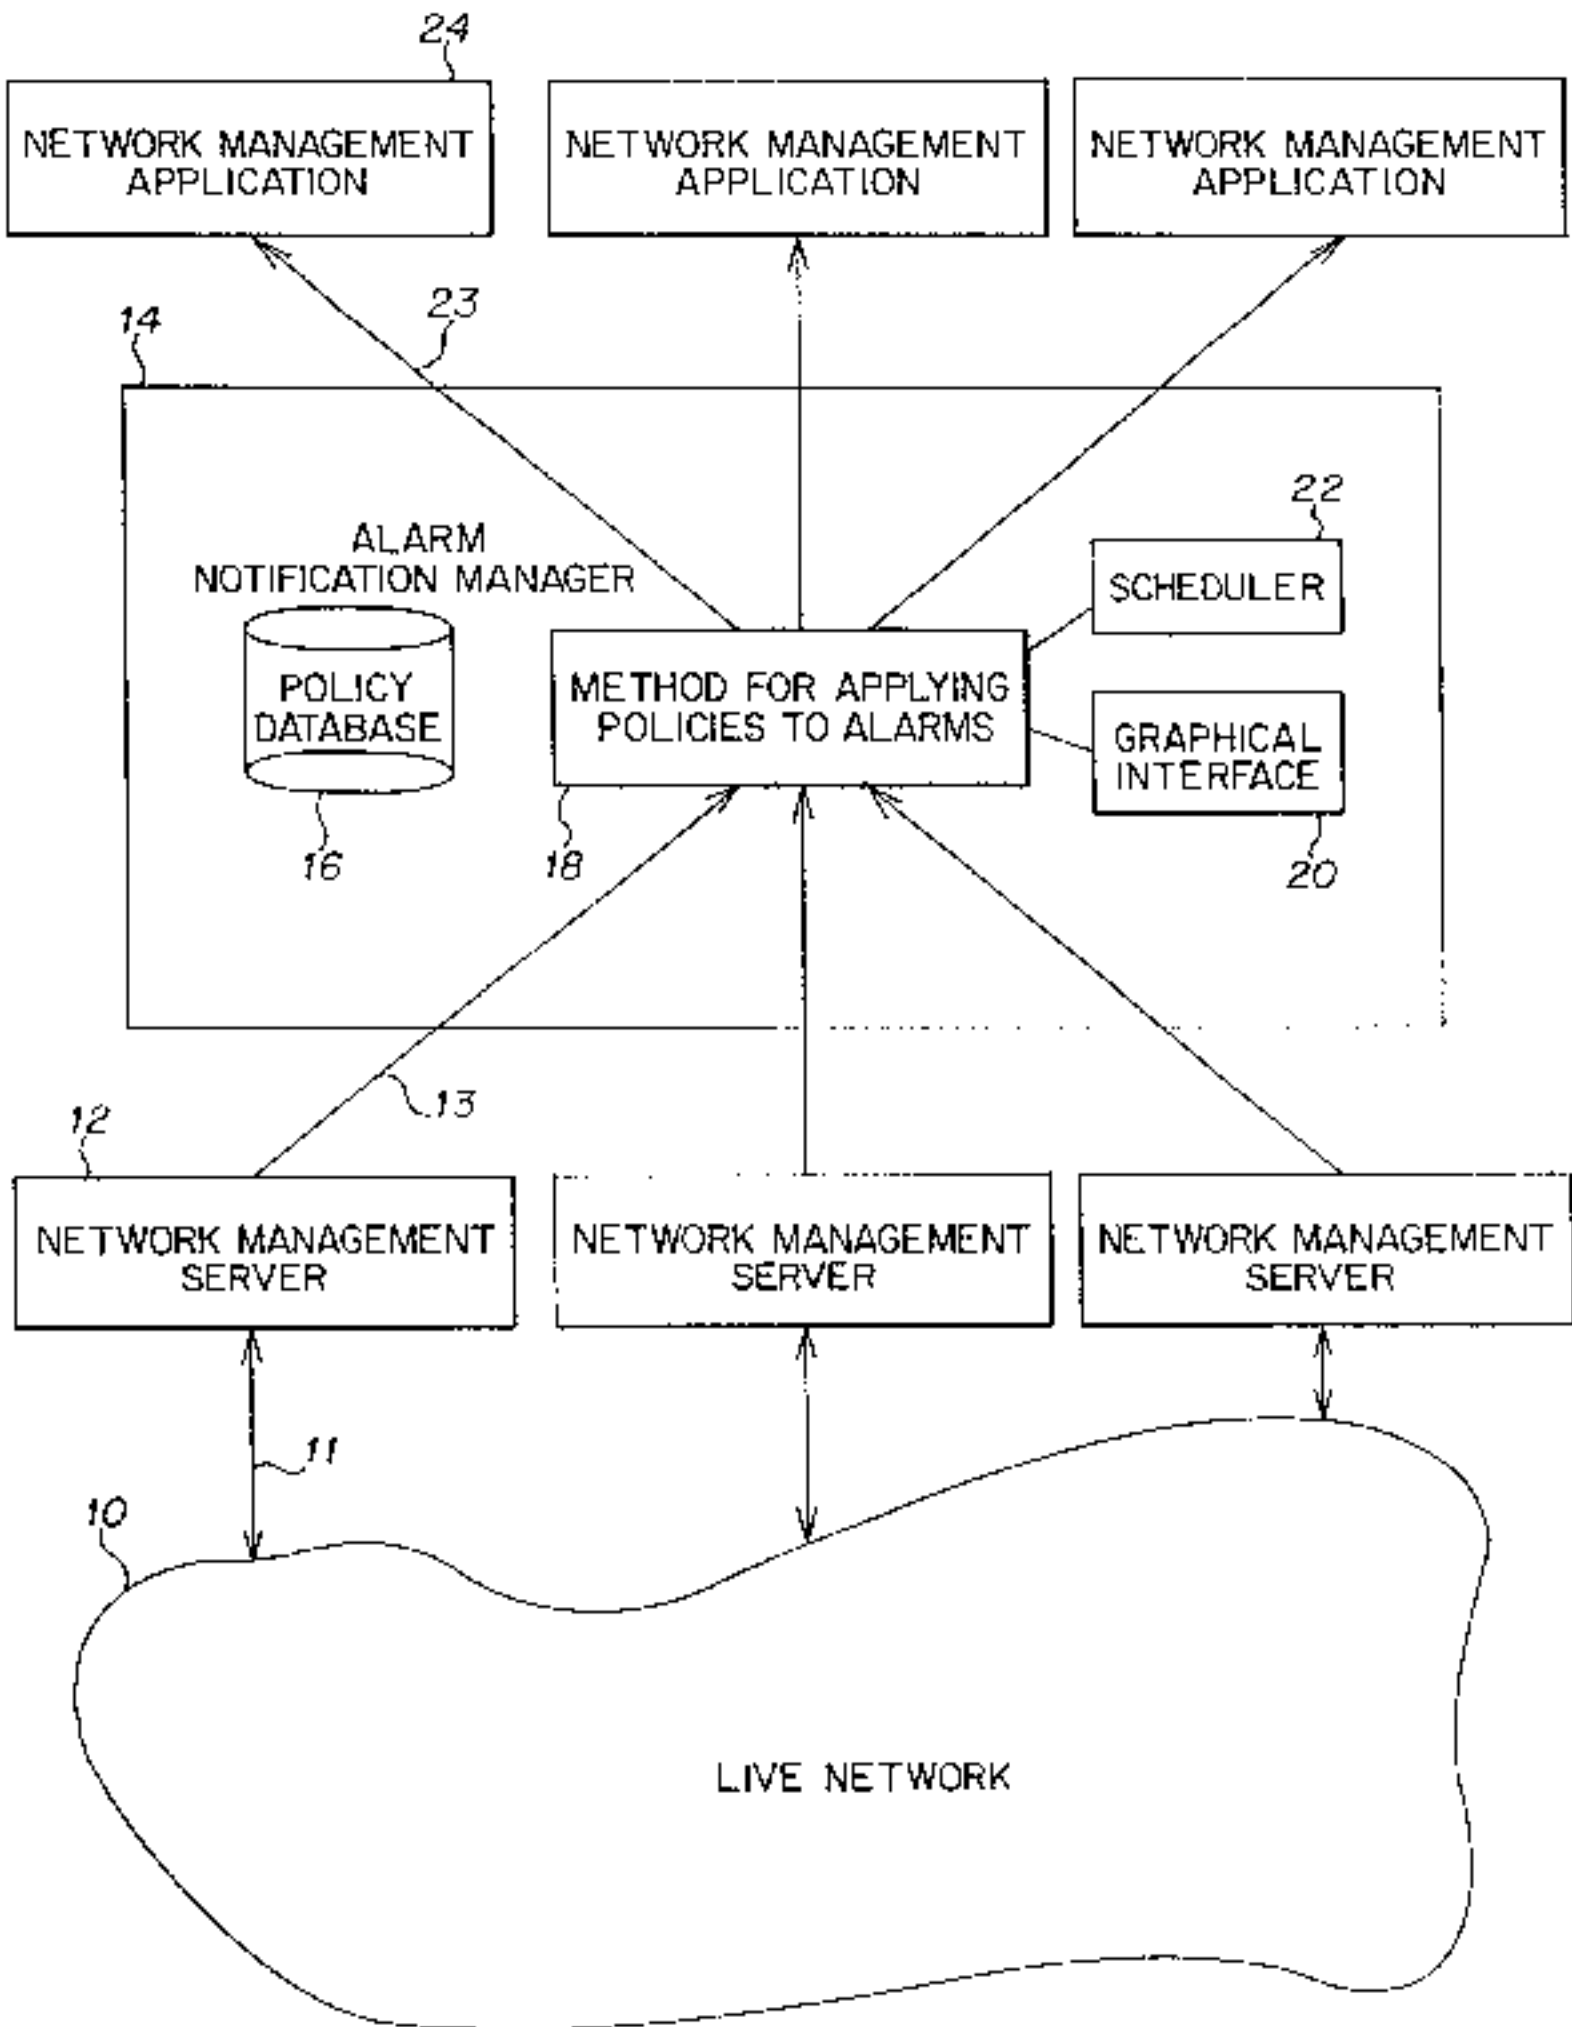 24
NETWORK MANAGEMENT
APPLICATION
NETWORK MANAGEMENT
APPLICATION
NETWORK MANAGEMENT
APPLICATION
23
14
ALARM
NOTIFICATION MANAGER
22
SCHEDULER
POLICY
DATABASE
METHOD FOR APPLYING
POLICIES TO ALARMS
GRAPHICAL
INTERFACE
16
18
20
13
12
NETWORK MANAGEMENT
SERVER
NETWORK MANAGEMENT
SERVER
NETWORK MANAGEMENT
SERVER
11
10
LIVE NETWORK